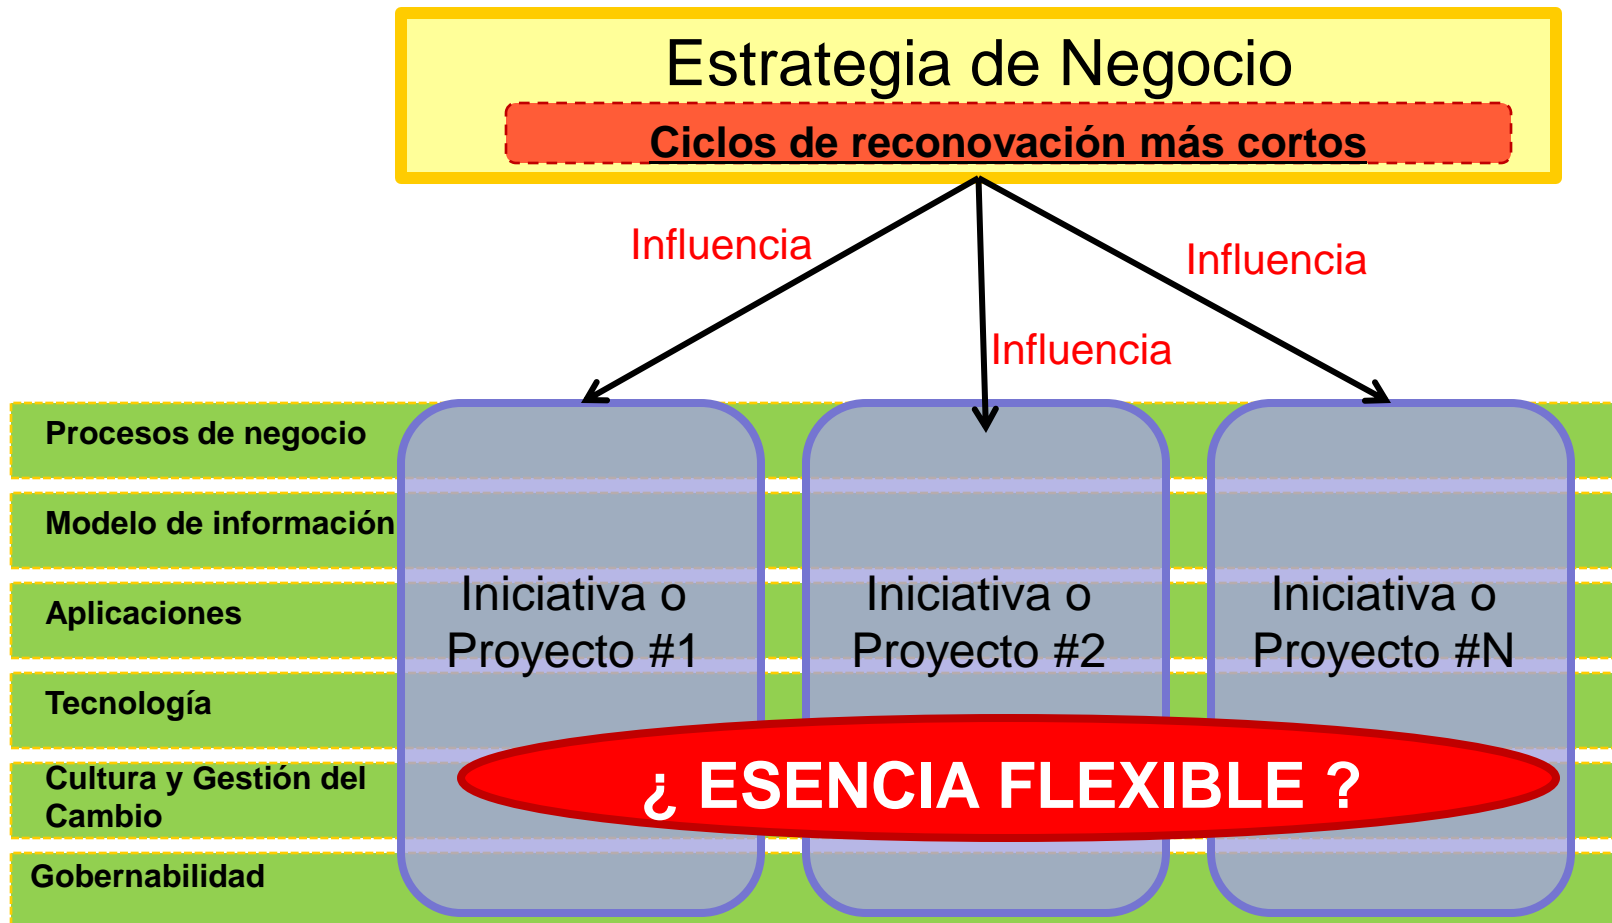 Estrategia de Negocio
Ciclos de reconovación más cortos
Influencia
Influencia
Influencia
Procesos de negocio
Modelo de información
Aplicaciones
Tecnología
Cultura y Gestión del
Cambio
Gobernabilidad
Iniciativa o
Proyecto #1
Iniciativa o
Proyecto #2
Iniciativa o
Proyecto #N
¿ ESENCIA FLEXIBLE ?